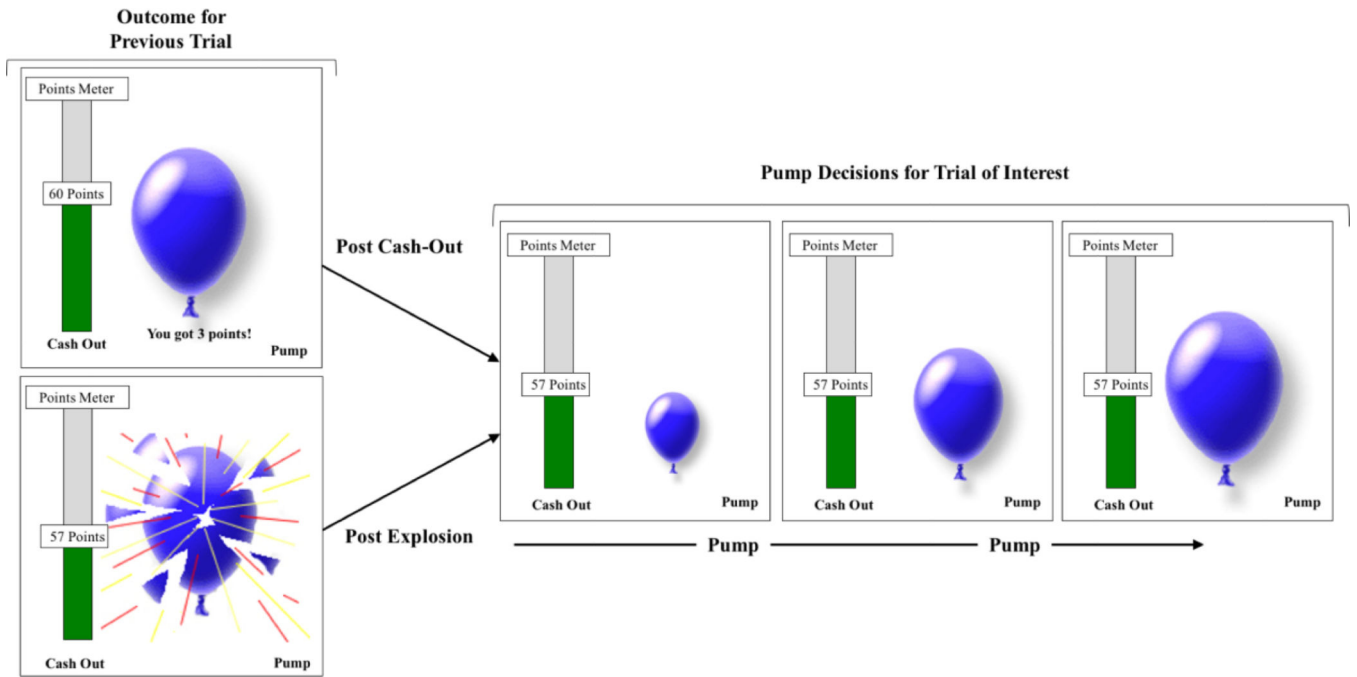 Outcome for
Previous Trial
Points Meter
60 Points
You got 3 points!
Cash Out
Pump
Points Meter
57 Points
Cash Out
Pump
Post Cash-Out
Post Explosion
Pump Decisions for Trial of Interest
Points Meter
57 Points
Cash Out
Pump
Points Meter
57 Points
Cash Out
Pump
Points Meter
57 Points
Cash Out
Pump
Pump
Pump